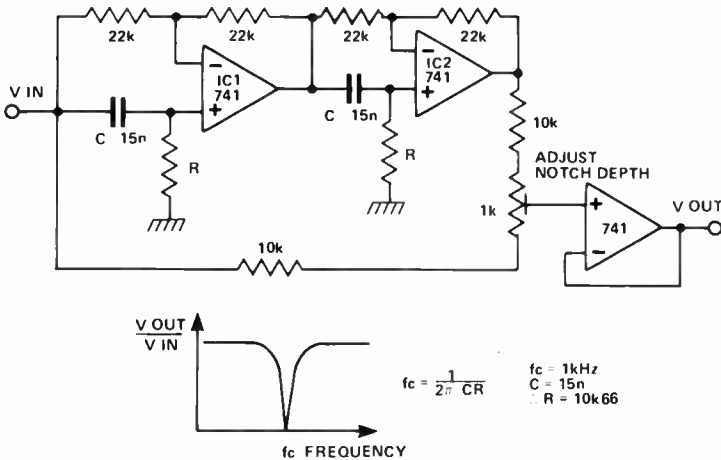 22k
22k
22k
22k
V IN
IC1
741
IC2
741
C 15n
C 15n
R
R
10k
ADJUST
NOTCH DEPTH
1k
741
V OUT
10k
V OUT
V IN
fc FREQUENCY
fc = 1
2π CR
fc = 1kHz
C = 15n
∴ R = 10k66